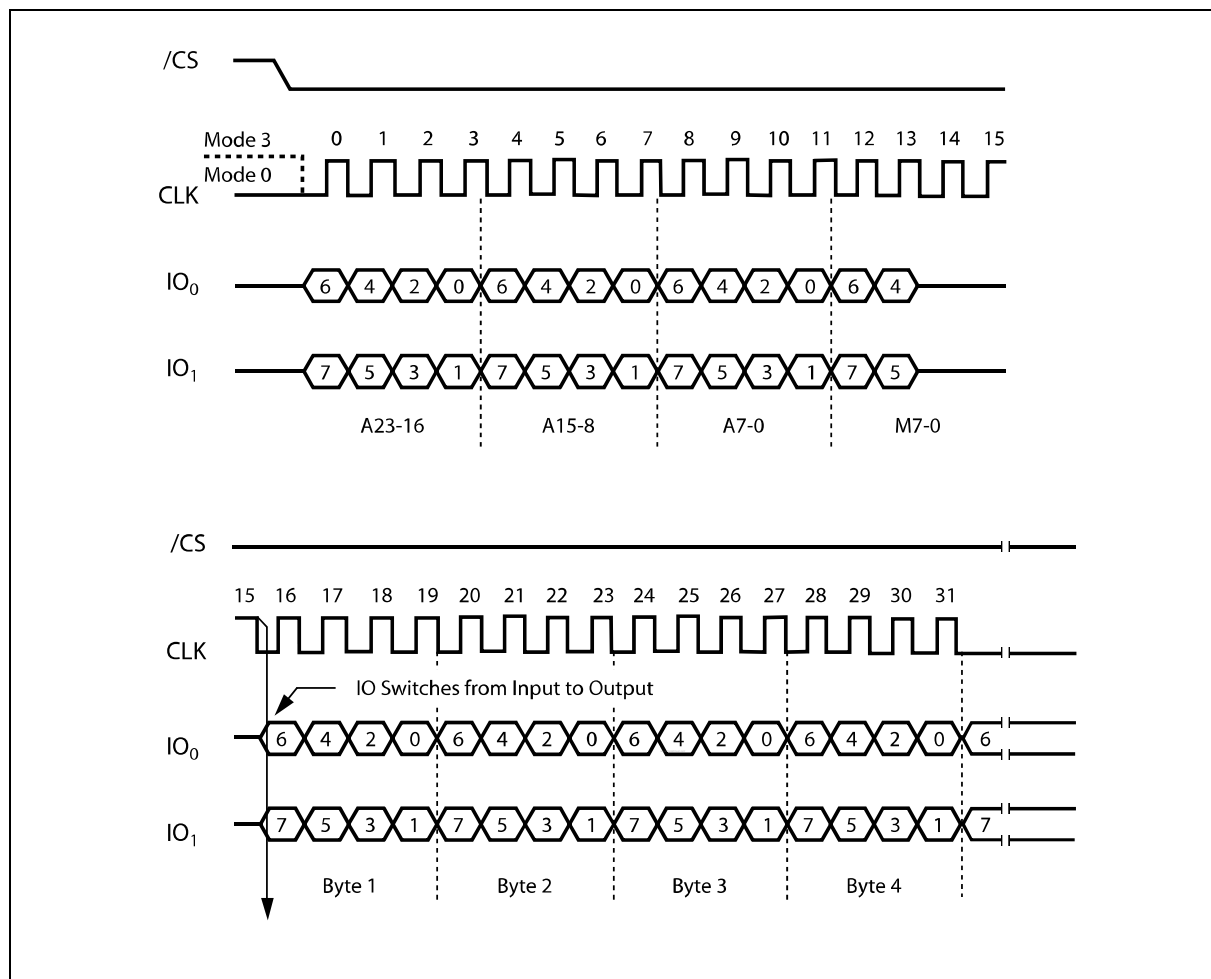 /CS
Mode 3
0 1 2 3 4 5 6 7 8 9 10 11 12 13 14 15
Mode 0
CLK
IO0 6 4 2 0 6 4 2 0 6 4 2 0 6 4
IO1 7 5 3 1 7 5 3 1 7 5 3 1 7 5
A23-16 A15-8 A7-0 M7-0
/CS
15 16 17 18 19 20 21 22 23 24 25 26 27 28 29 30 31
CLK
IO Switches from Input to Output
IO0 6 4 2 0 6 4 2 0 6 4 2 0 6 4 2 0 6
IO1 7 5 3 1 7 5 3 1 7 5 3 1 7 5 3 1 7
Byte 1 Byte 2 Byte 3 Byte 4